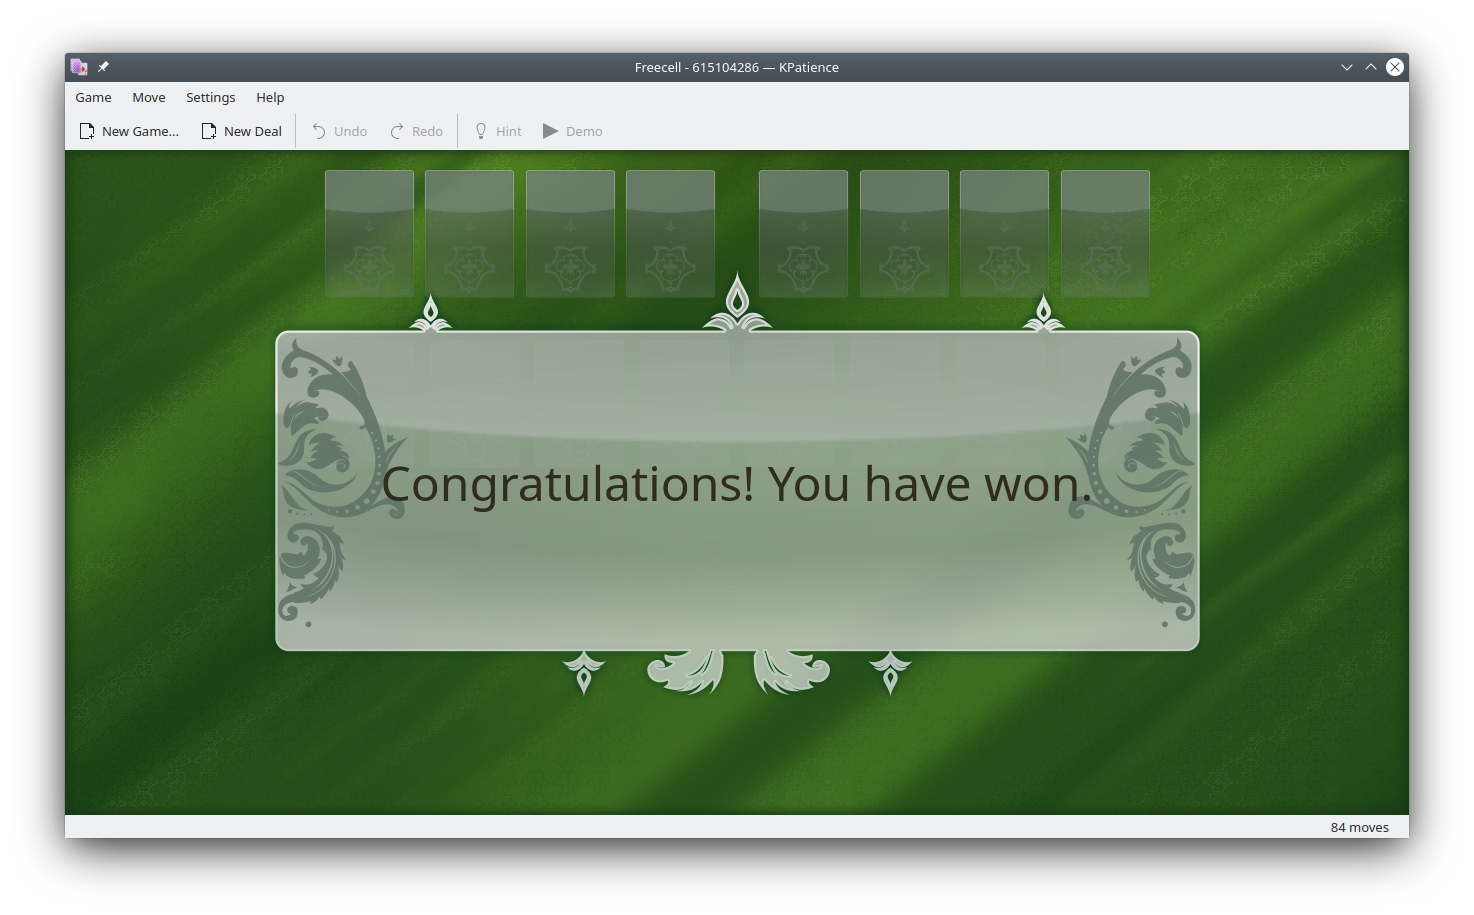 Freecell - 615104286 — KPatience
Game Move Settings Help
New Game... New Deal Undo Redo Hint Demo
Congratulations! You have won.
84 moves